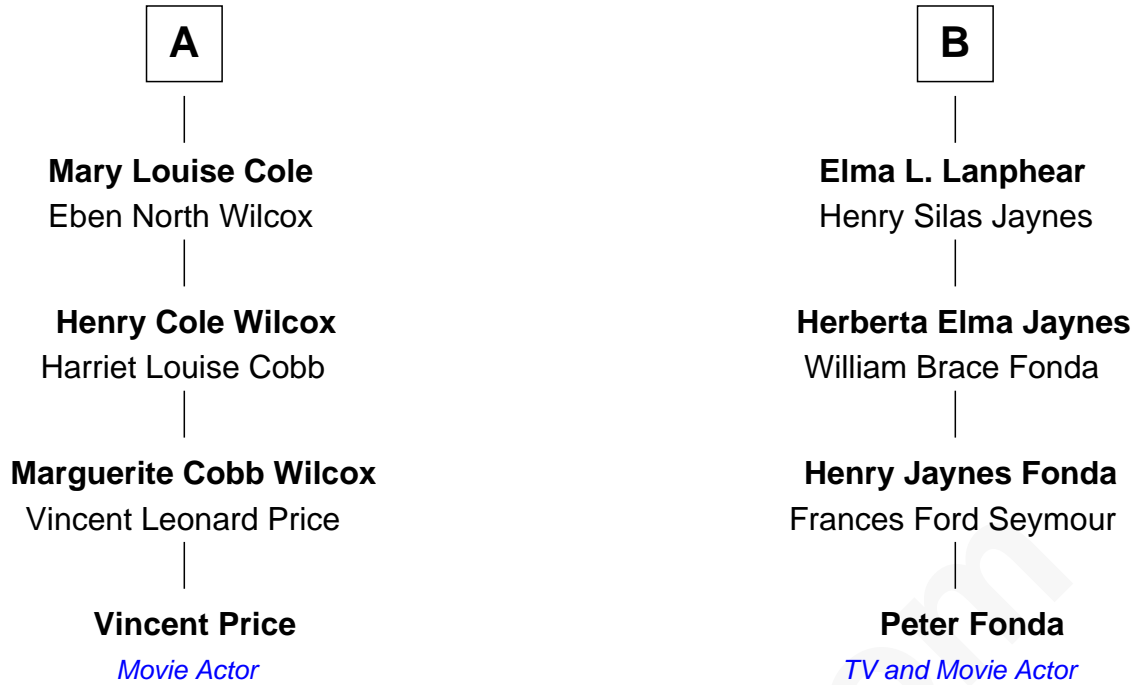 A
Mary Louise Cole
Eben North Wilcox
Henry Cole Wilcox
Harriet Louise Cobb
Marguerite Cobb Wilcox
Vincent Leonard Price
Vincent Price
Movie Actor
B
Elma L. Lanphear
Henry Silas Jaynes
Herberta Elma Jaynes
William Brace Fonda
Henry Jaynes Fonda
Frances Ford Seymour
Peter Fonda
TV and Movie Actor